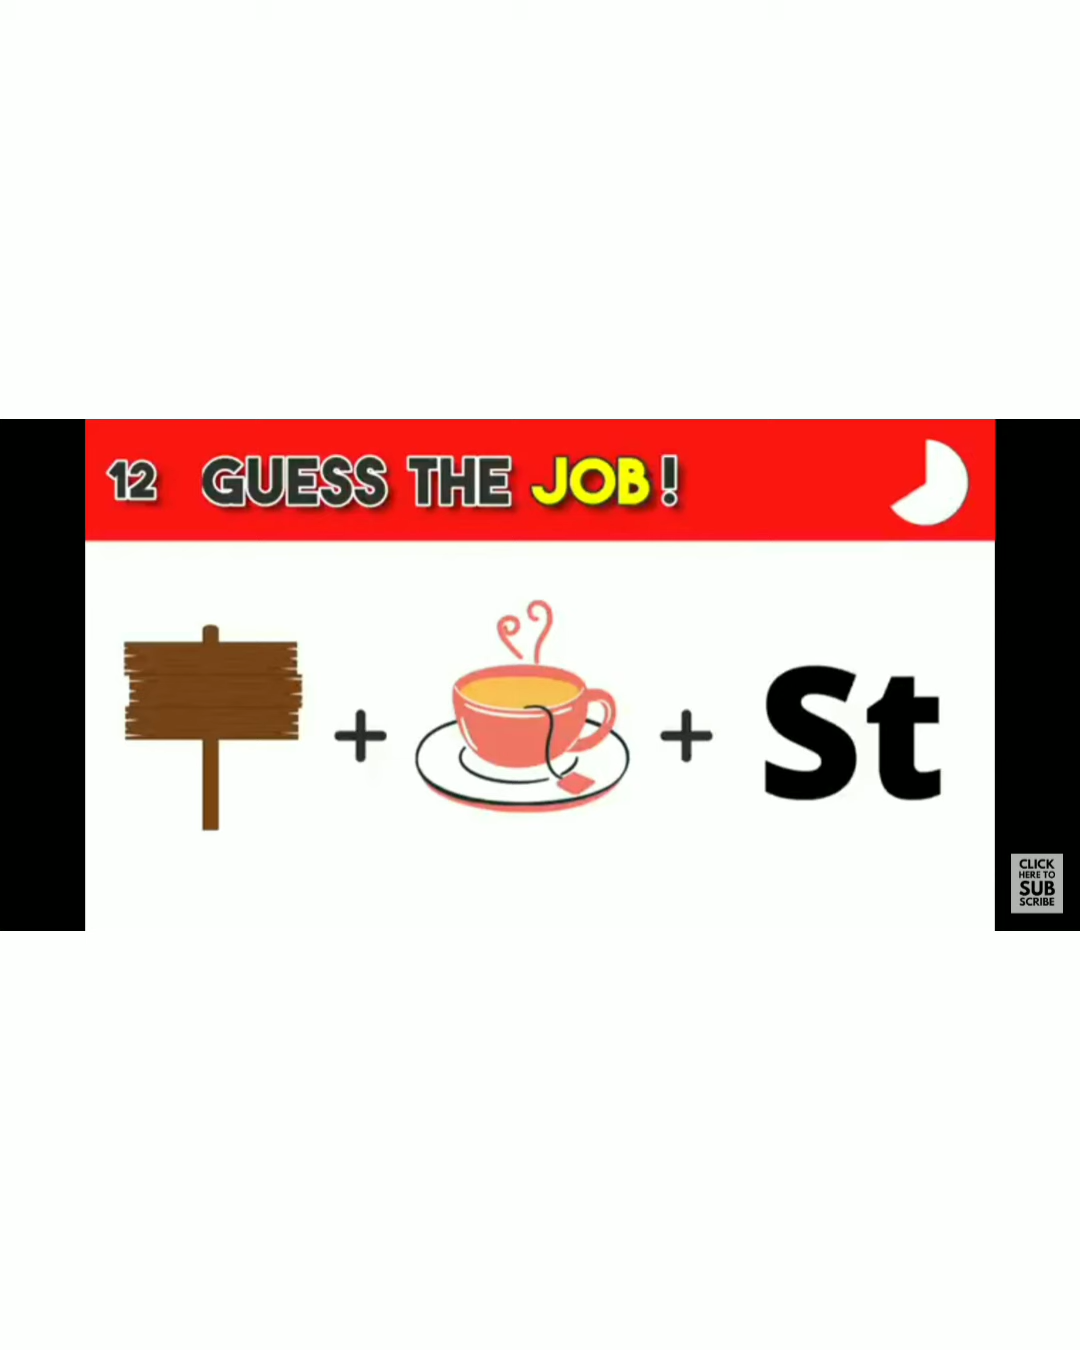 12 GUESS THE JOB!
+ + St
CLICK
HERE TO
SUB
SCRIBE